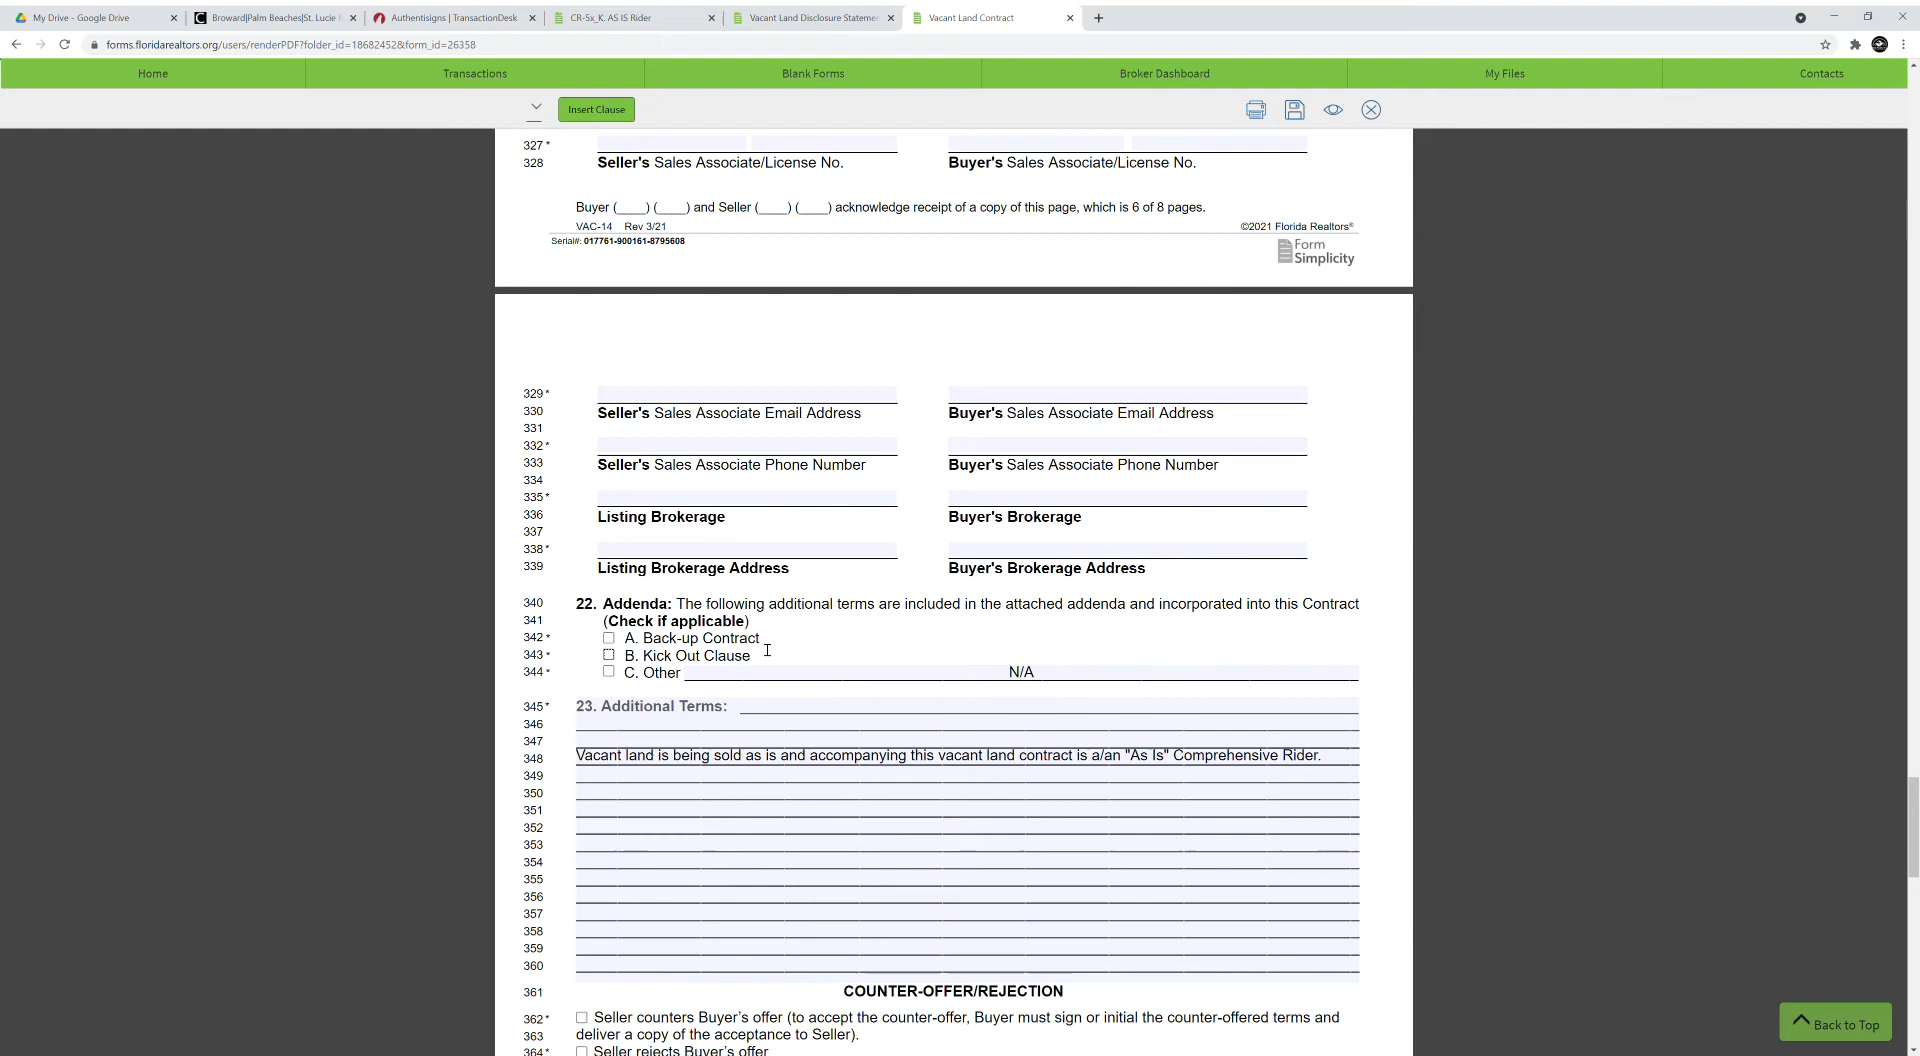 My Drive - Google Drive
Broward|Palm Beaches|St. Lucie
Authentisigns | TransactionDesk
CR-5x_K. AS IS Rider
Vacant Land Disclosure Statemen
Vacant Land Contract
forms.floridarealtors.org/users/renderPDF?folder_id=18682452&form_id=26358
Home Transactions Blank Forms Broker Dashboard My Files Contacts
Insert Clause
327 *
328 Seller's Sales Associate/License No. Buyer's Sales Associate/License No.
Buyer (____) (____) and Seller (____) (____) acknowledge receipt of a copy of this page, which is 6 of 8 pages.
VAC-14 Rev 3/21 ©2021 Florida Realtors®
Serial#: 017761-900161-8795608
Form
Simplicity
329 *
330 Seller's Sales Associate Email Address Buyer's Sales Associate Email Address
331
332 *
333 Seller's Sales Associate Phone Number Buyer's Sales Associate Phone Number
334
335 *
336 Listing Brokerage Buyer's Brokerage
337
338 *
339 Listing Brokerage Address Buyer's Brokerage Address
340 22. Addenda: The following additional terms are included in the attached addenda and incorporated into this Contract
341 (Check if applicable)
342 * A. Back-up Contract
343 * B. Kick Out Clause
344 * C. Other N/A
345 * 23. Additional Terms:
346
347
348 Vacant land is being sold as is and accompanying this vacant land contract is a/an "As Is" Comprehensive Rider.
349
350
351
352
353
354
355
356
357
358
359
360
361 COUNTER-OFFER/REJECTION
362 * Seller counters Buyer's offer (to accept the counter-offer, Buyer must sign or initial the counter-offered terms and
363 deliver a copy of the acceptance to Seller).
364 * Seller rejects Buyer's offer
Back to Top